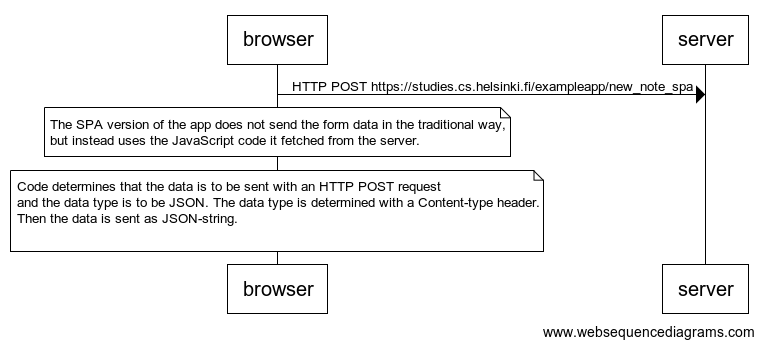 browser
server
HTTP POST https://studies.cs.helsinki.fi/exampleapp/new_note_spa
The SPA version of the app does not send the form data in the traditional way,
but instead uses the JavaScript code it fetched from the server.
Code determines that the data is to be sent with an HTTP POST request
and the data type is to be JSON. The data type is determined with a Content-type header.
Then the data is sent as JSON-string.
browser
server
www.websequencediagrams.com